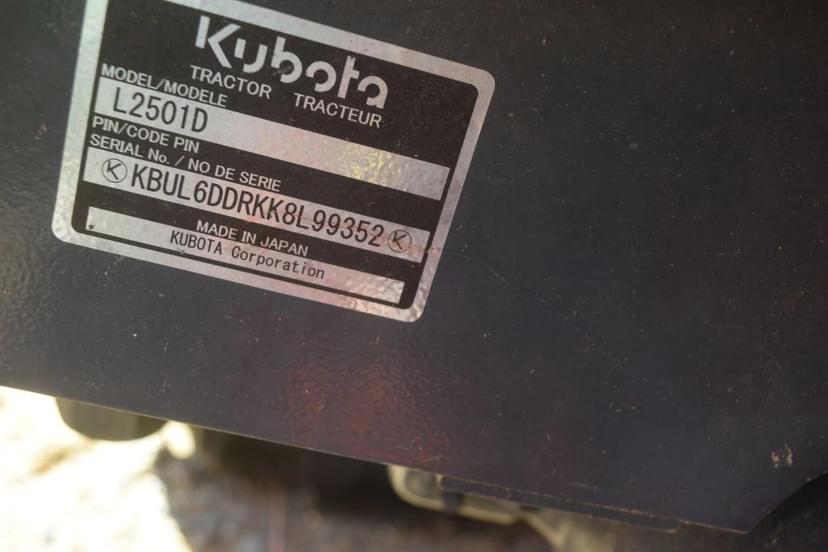 Kubota
TRACTOR TRACTEUR
MODEL/MODELE
L2501D
PIN/CODE PIN
SERIAL No. / NO DE SERIE
KBUL6DDRKK8L99352
MADE IN JAPAN
KUBOTA Corporation